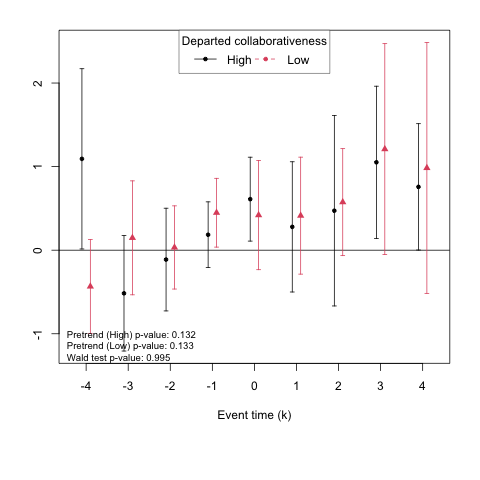 Departed collaborativeness
High Low
2
1
0
-1
Pretrend (High) p-value: 0.132
Pretrend (Low) p-value: 0.133
Wald test p-value: 0.995
-4 -3 -2 -1 0 1 2 3 4
Event time (k)